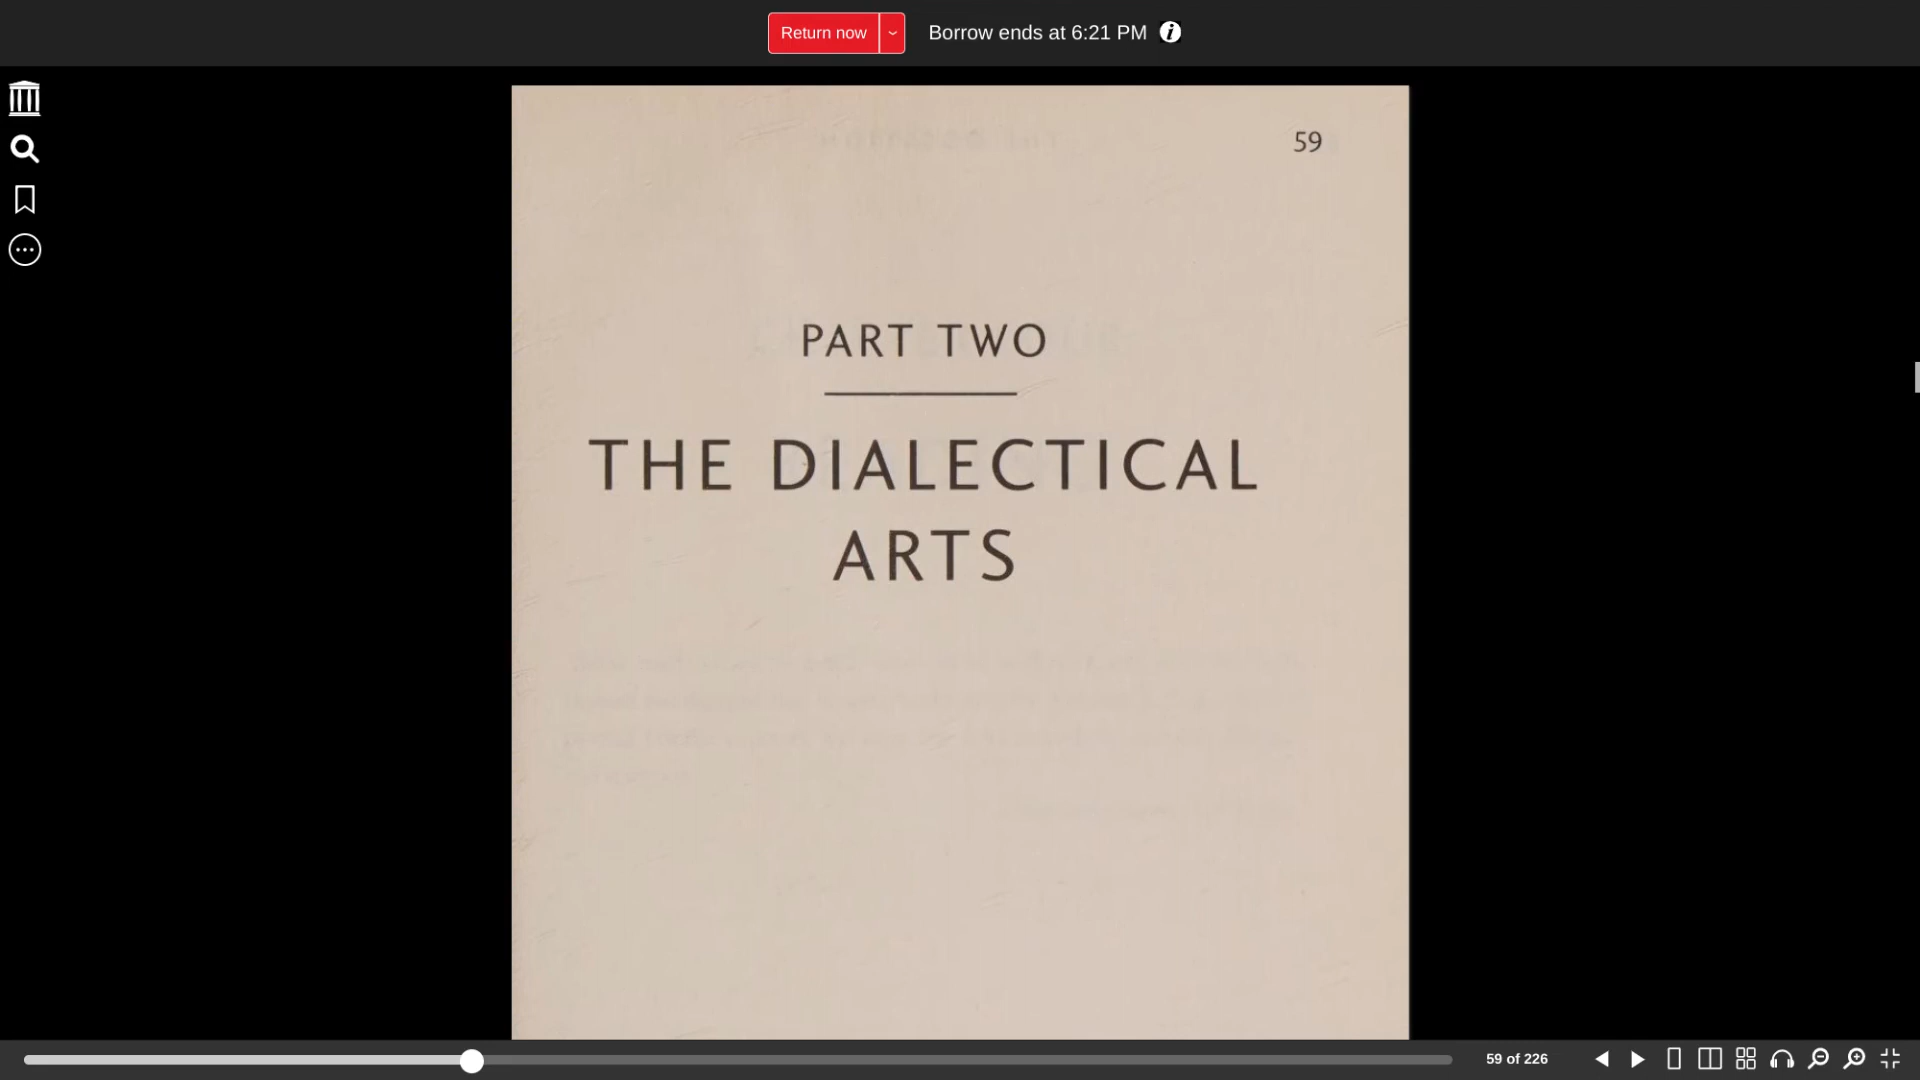 Return now
Borrow ends at 6:21 PM
59
PART TWO
THE DIALECTICAL
ARTS
59 of 226